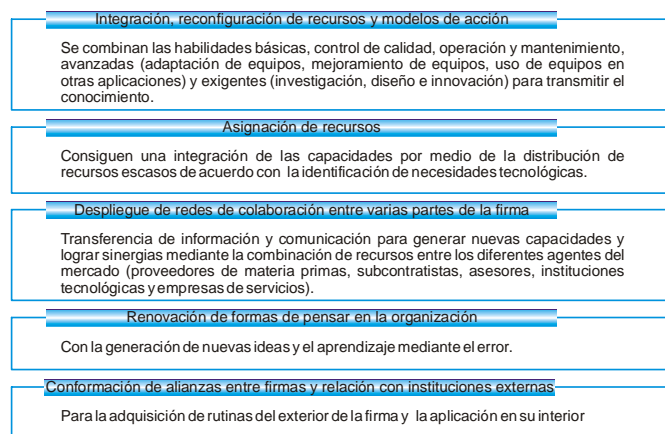 Integración, reconfiguración de recursos y modelos de acción
Se combinan las habilidades básicas, control de calidad, operación y mantenimiento,
avanzadas (adaptación de equipos, mejoramiento de equipos, uso de equipos en
otras aplicaciones) y exigentes (investigación, diseño e innovación) para transmitir el
conocimiento.
Asignación de recursos
Consiguen una integración de las capacidades por medio de la distribución de
recursos escasos de acuerdo con la identificación de necesidades tecnológicas.
Despliegue de redes de colaboración entre varias partes de la firma
Transferencia de información y comunicación para generar nuevas capacidades y
lograr sinergias mediante la combinación de recursos entre los diferentes agentes del
mercado (proveedores de materia primas, subcontratistas, asesores, instituciones
tecnológicas y empresas de servicios).
Renovación de formas de pensar en la organización
Con la generación de nuevas ideas y el aprendizaje mediante el error.
Conformación de alianzas entre firmas y relación con instituciones externas
Para la adquisición de rutinas del exterior de la firma y la aplicación en su interior